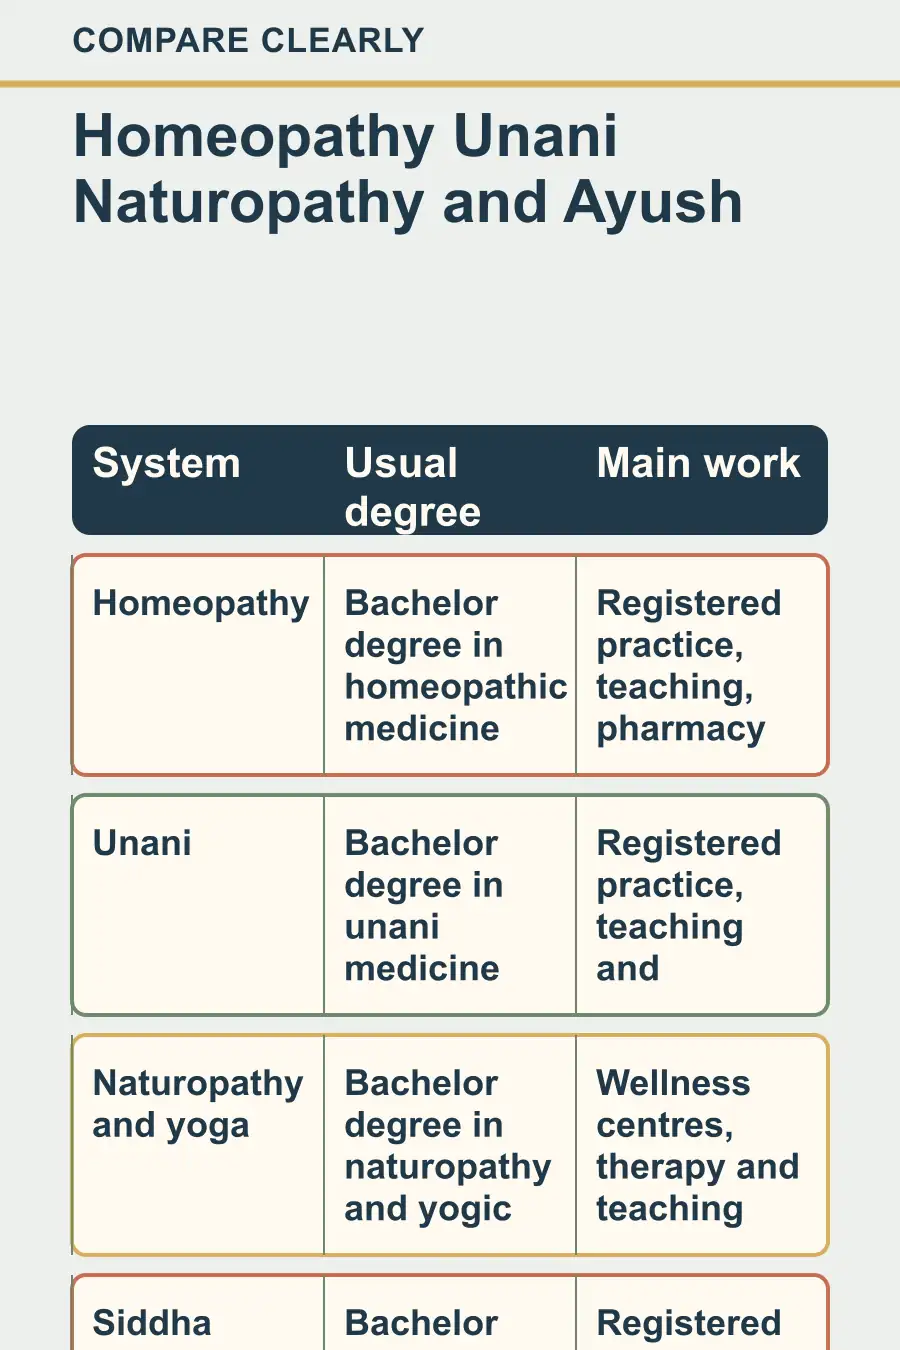 COMPARE CLEARLY
Homeopathy Unani
Naturopathy and Ayush
System
Usual
degree
Main work
Homeopathy
Bachelor
degree in
homeopathic
medicine
Registered
practice,
teaching,
pharmacy
Unani
Bachelor
degree in
unani
medicine
Registered
practice,
teaching
and
Naturopathy
and yoga
Bachelor
degree in
naturopathy
and yogic
Wellness
centres,
therapy and
teaching
Siddha
Bachelor
Registered